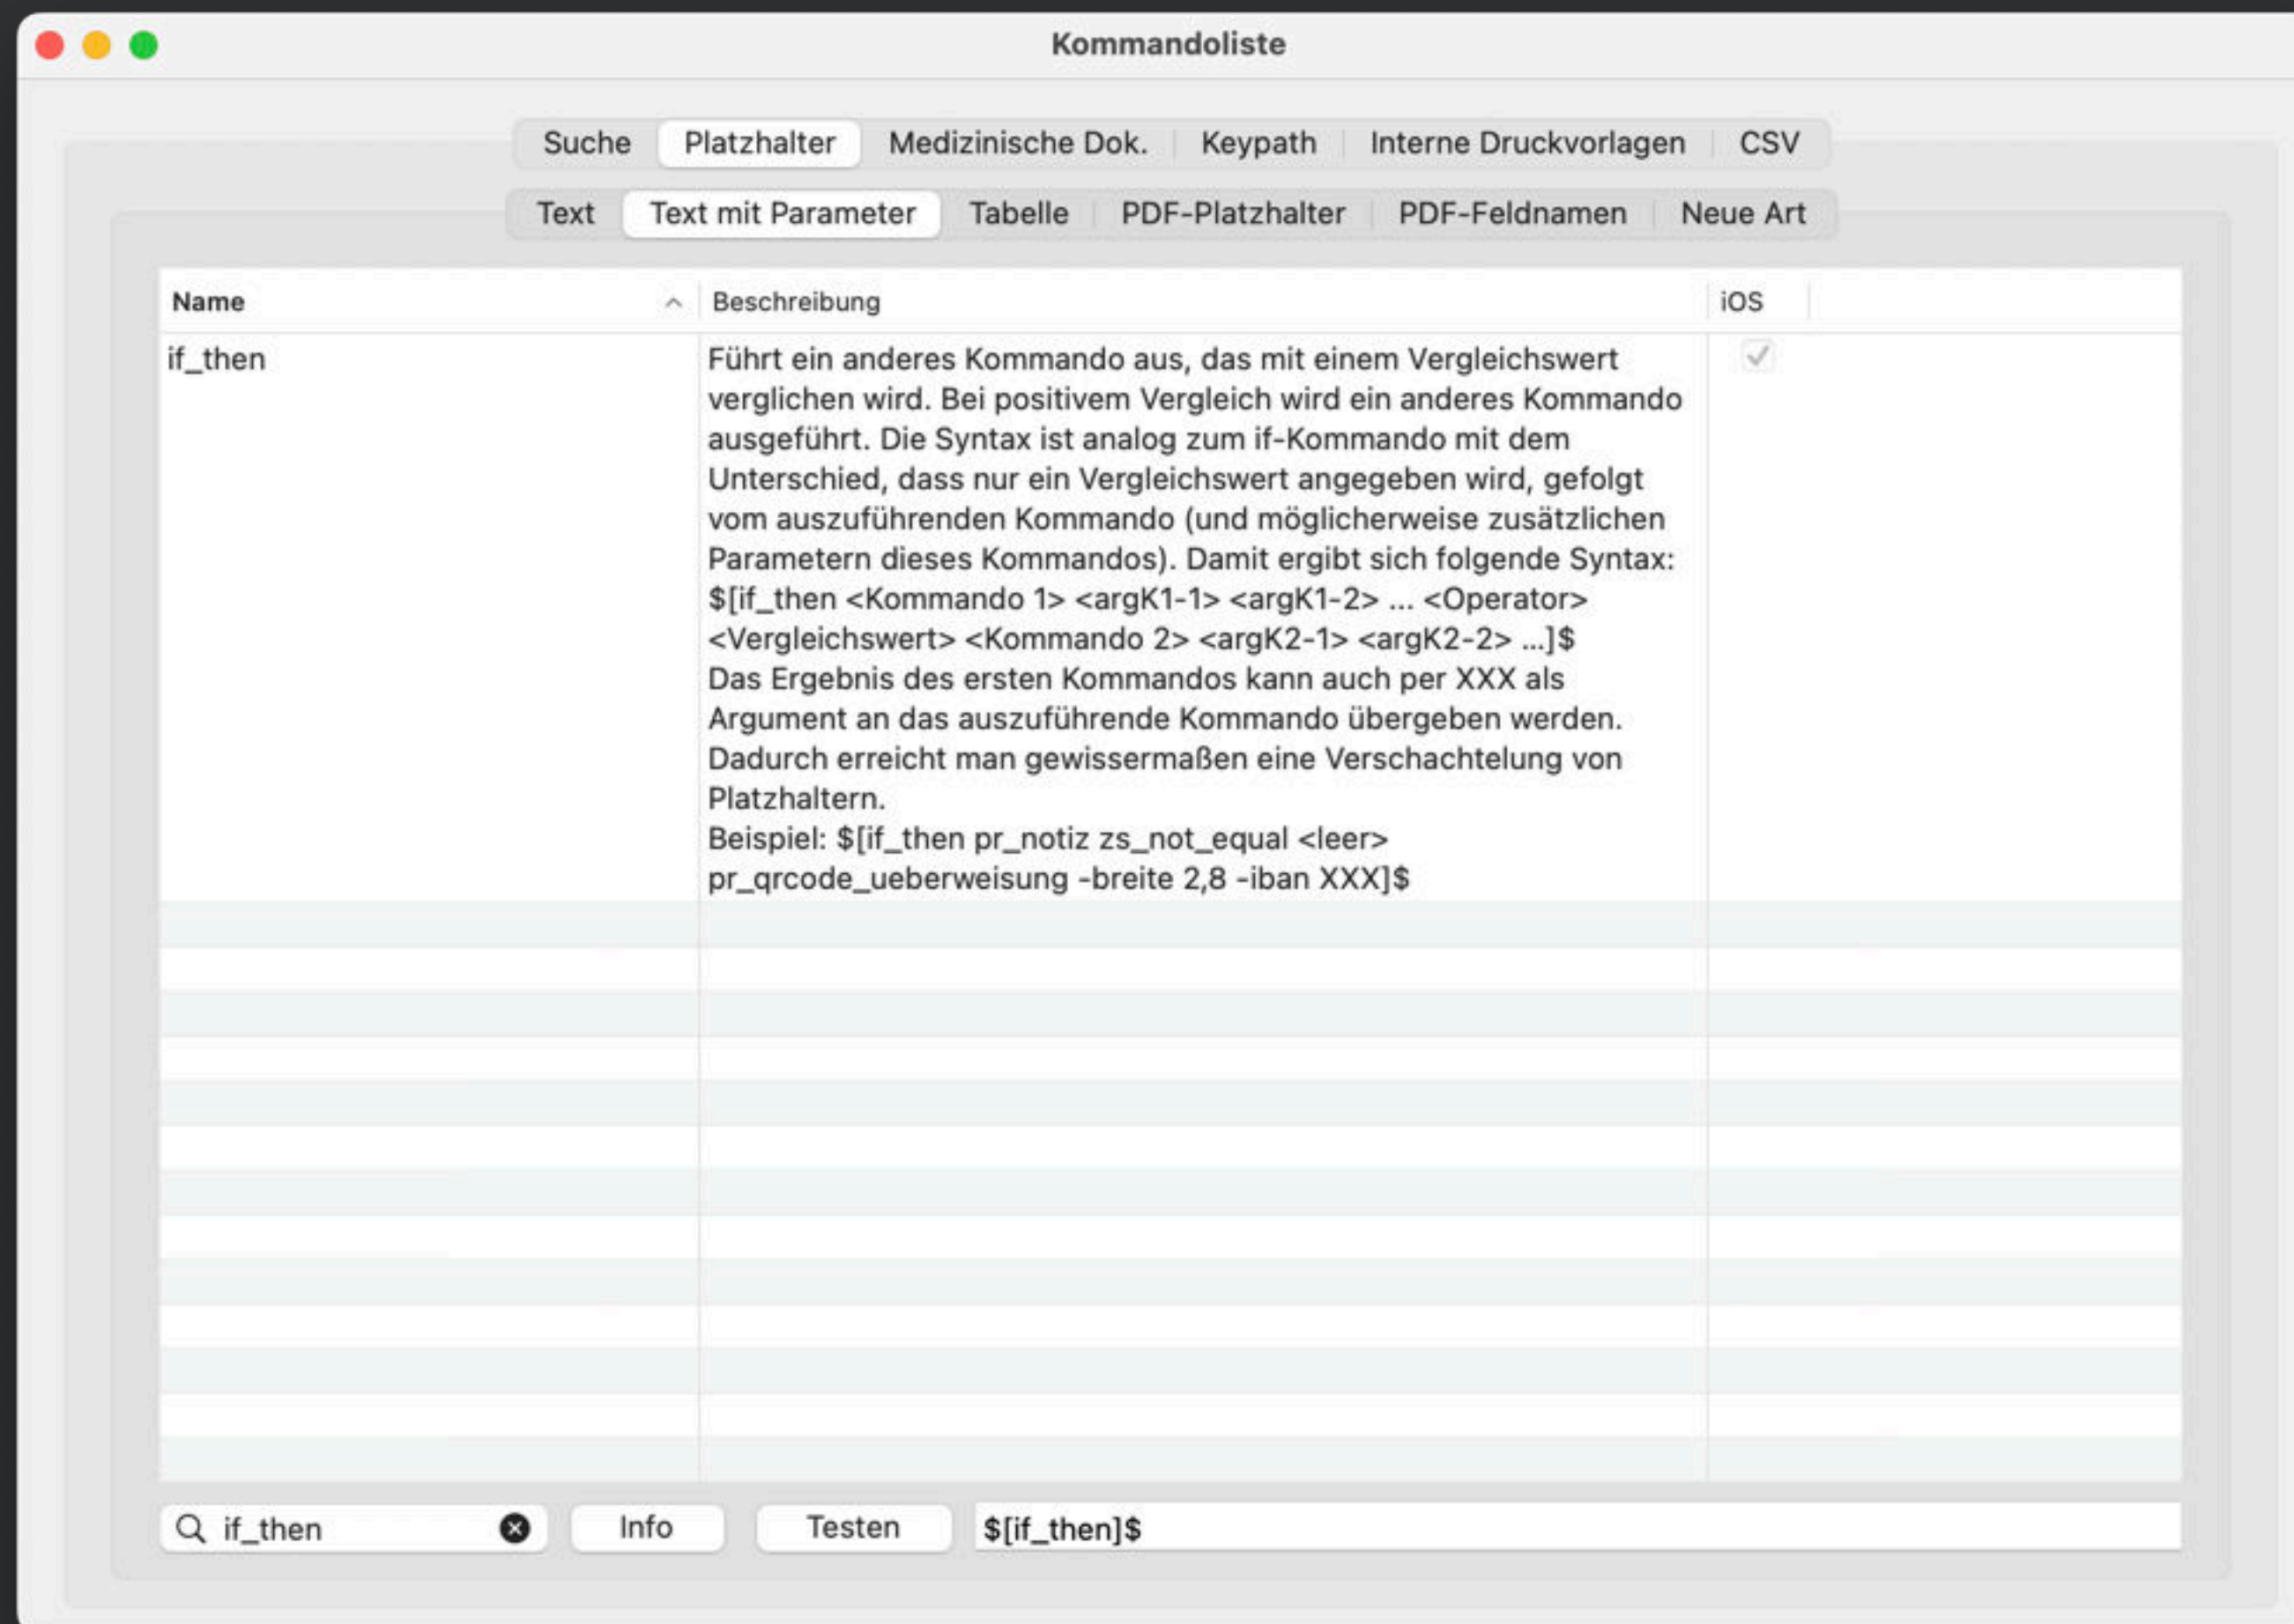 Kommandoliste
Suche Platzhalter Medizinische Dok. Keypath Interne Druckvorlagen CSV
Text Text mit Parameter Tabelle PDF-Platzhalter PDF-Feldnamen Neue Art
Name Beschreibung iOS
if_then Führt ein anderes Kommando aus, das mit einem Vergleichswert
verglichen wird. Bei positivem Vergleich wird ein anderes Kommando
ausgeführt. Die Syntax ist analog zum if-Kommando mit dem
Unterschied, dass nur ein Vergleichswert angegeben wird, gefolgt
vom auszuführenden Kommando (und möglicherweise zusätzlichen
Parametern dieses Kommandos). Damit ergibt sich folgende Syntax:
$[if_then <Kommando 1> <argK1-1> <argK1-2> ... <Operator>
<Vergleichswert> <Kommando 2> <argK2-1> <argK2-2> ...]$
Das Ergebnis des ersten Kommandos kann auch per XXX als
Argument an das auszuführende Kommando übergeben werden.
Dadurch erreicht man gewissermaßen eine Verschachtelung von
Platzhaltern.
Beispiel: $[if_then pr_notiz zs_not_equal <leer>
pr_qrcode_ueberweisung -breite 2,8 -iban XXX]$
if_then Info Testen $[if_then]$